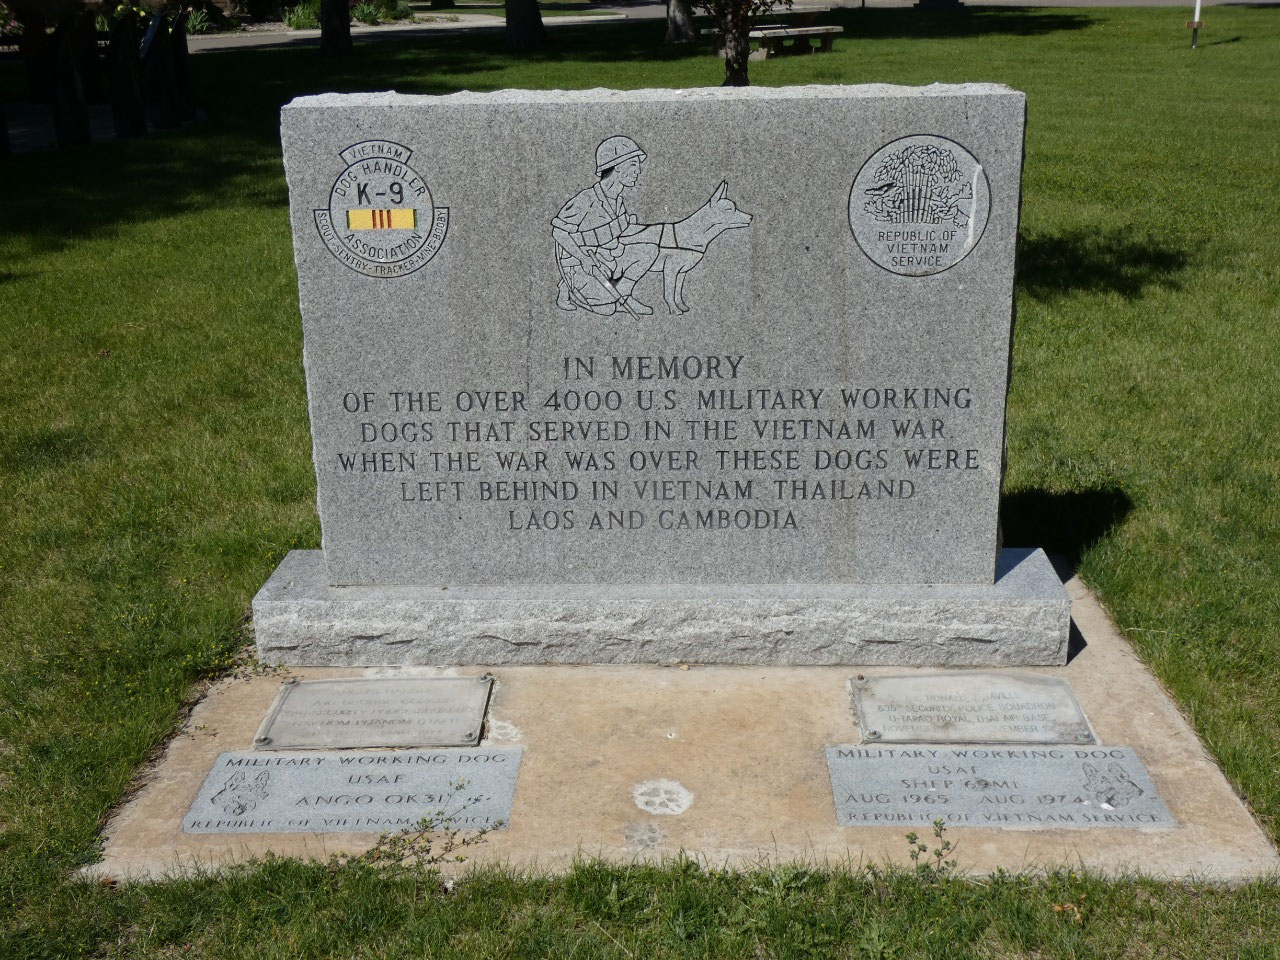 VIETNAM
DOG HANDLER
K-9
ASSOCIATION
SCOUT-SENTRY-TRACKER-MINE-BOOBY
REPUBLIC OF
VIETNAM
SERVICE
IN MEMORY
OF THE OVER 4000 U.S. MILITARY WORKING
DOGS THAT SERVED IN THE VIETNAM WAR.
WHEN THE WAR WAS OVER THESE DOGS WERE
LEFT BEHIND IN VIETNAM, THAILAND
LAOS AND CAMBODIA
MILITARY WORKING DOG
USAF
ANGO OK31
REPUBLIC OF VIETNAM SERVICE
635TH SECURITY POLICE SQUADRON
U-TAPAO ROYAL THAI AIR BASE
MILITARY WORKING DOG
USAF
SHEP 69M1
AUG 1965 - AUG 1974
REPUBLIC OF VIETNAM SERVICE